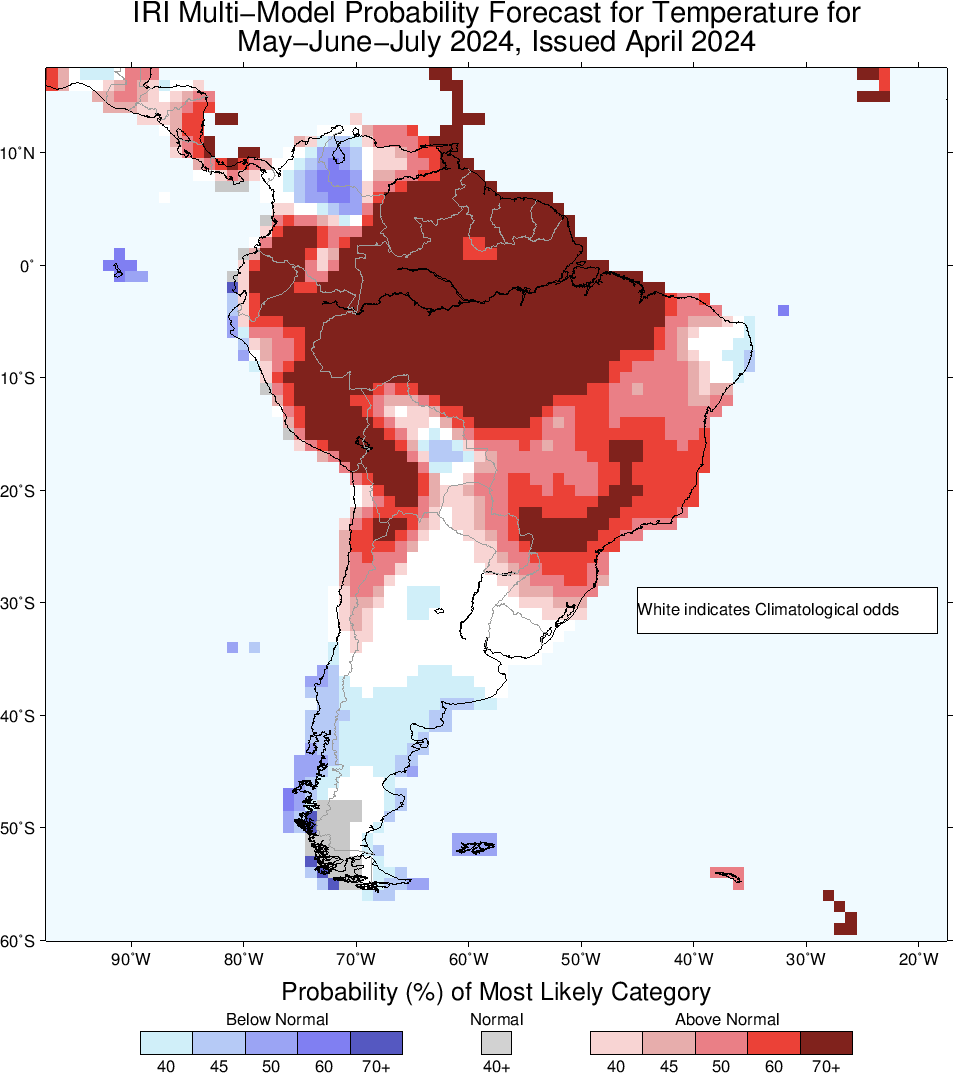 IRI Multi−Model Probability Forecast for Temperature for
May−June−July 2024, Issued April 2024
10˚N
0˚
10˚S
20˚S
30˚S
40˚S
50˚S
60˚S
White indicates Climatological odds
90˚W 80˚W 70˚W 60˚W 50˚W 40˚W 30˚W 20˚W
Probability (%) of Most Likely Category
Below Normal Normal Above Normal
40 45 50 60 70+ 40+ 40 45 50 60 70+